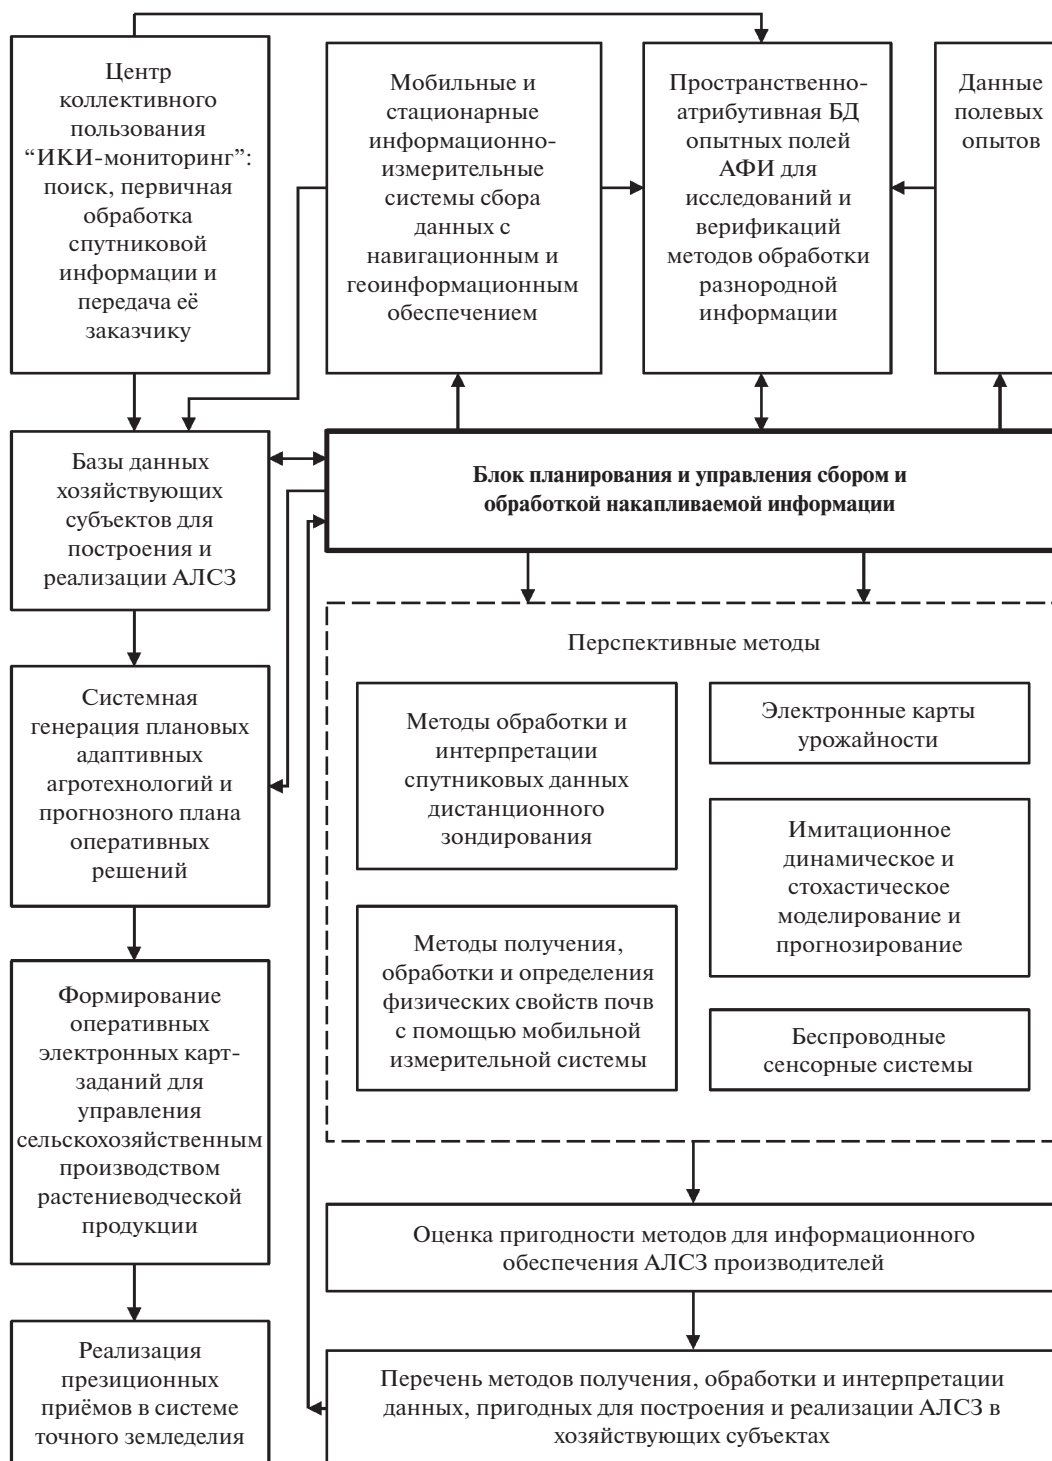 Центр
коллективного
пользования
“ИКИ-мониторинг”:
поиск, первичная
обработка
спутниковой
информации и
передача её
заказчику
Мобильные и
стационарные
информационно-
измерительные
системы сбора
данных с
навигационным и
геоинформационным
обеспечением
Пространственно-
атрибутивная БД
опытных полей
АФИ для
исследований и
верификаций
методов обработки
разнородной
информации
Данные
полевых
опытов
Базы данных
хозяйствующих
субъектов для
построения и
реализации АЛСЗ
Блок планирования и управления сбором и
обработкой накапливаемой информации
Системная
генерация плановых
адаптивных
агротехнологий и
прогнозного плана
оперативных
решений
Формирование
оперативных
электронных карт-
заданий для
управления
сельскохозяйственным
производством
растениеводческой
продукции
Реализация
презиционных
приёмов в системе
точного земледелия
Перспективные методы
Методы обработки и
интерпретации
спутниковых данных
дистанционного
зондирования
Методы получения,
обработки и определения
физических свойств почв
с помощью мобильной
измерительной системы
Электронные карты
урожайности
Имитационное
динамическое и
стохастическое
моделирование и
прогнозирование
Беспроводные
сенсорные системы
Оценка пригодности методов для информационного
обеспечения АЛСЗ производителей
Перечень методов получения, обработки и интерпретации
данных, пригодных для построения и реализации АЛСЗ в
хозяйствующих субъектах